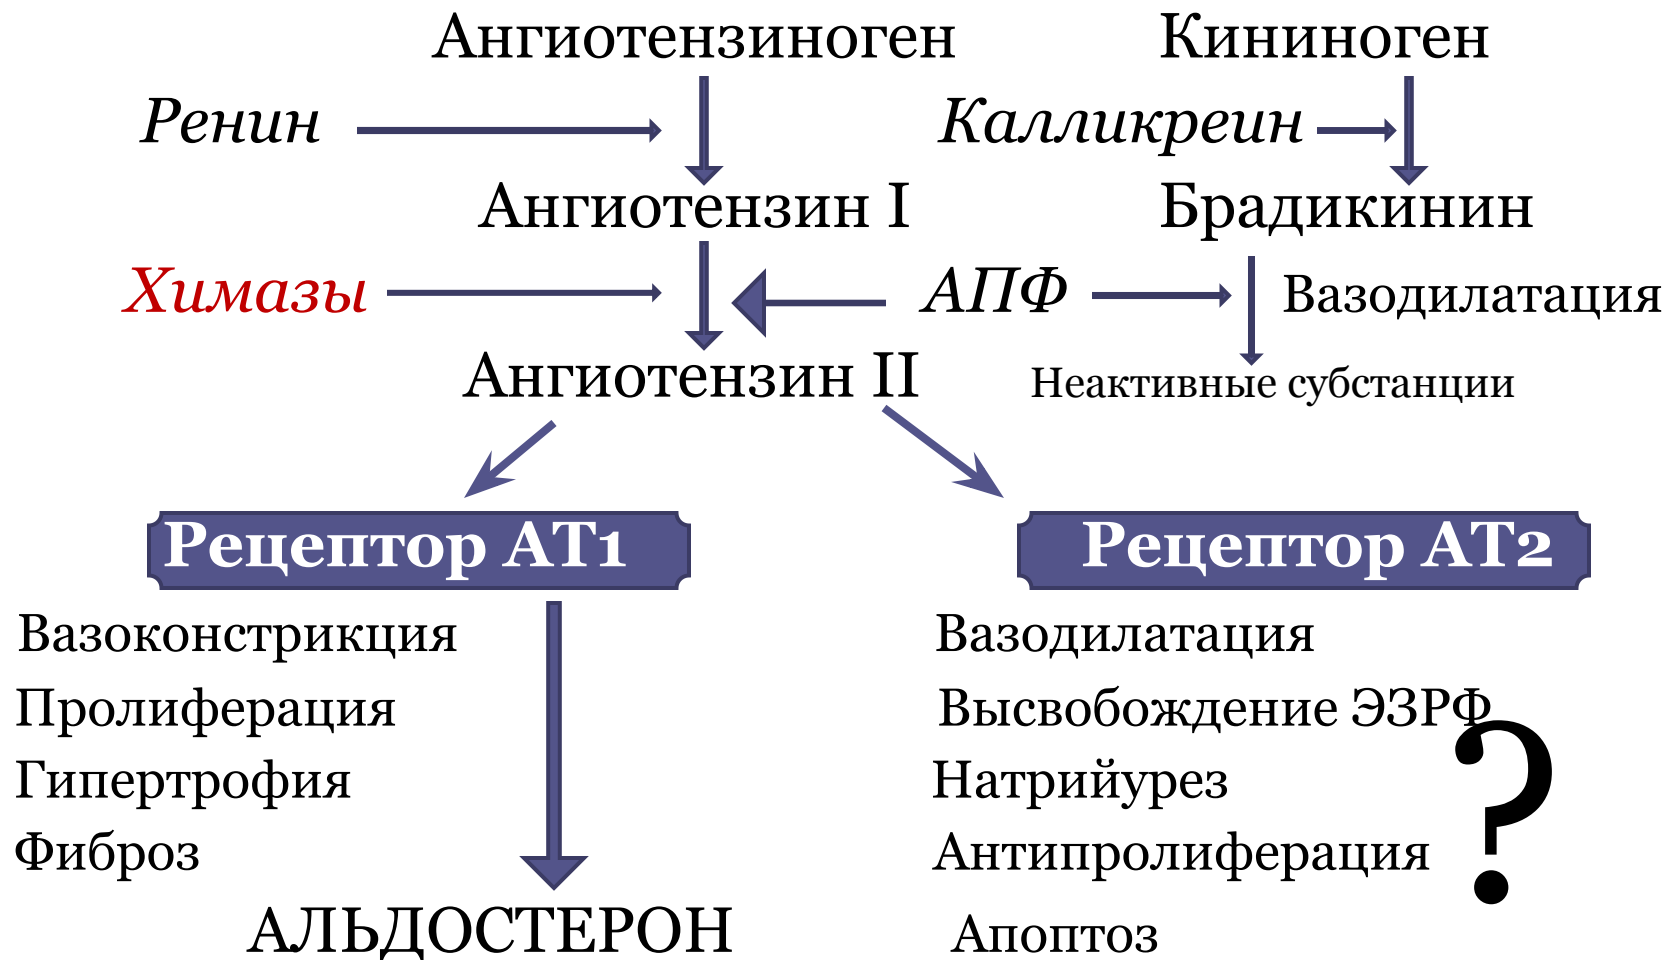 Ангиотензиноген
Кининоген
Ренин
Калликреин
Ангиотензин I
Брадикинин
Химазы
АПФ
Вазодилатация
Ангиотензин II
Неактивные субстанции
Рецептор АТ1
Рецептор АТ2
Вазоконстрикция
Вазодилатация
Пролиферация
Высвобождение ЭЗРФ
Гипертрофия
Натрийурез
?
Фиброз
Антипролиферация
АЛЬДОСТЕРОН
Апоптоз